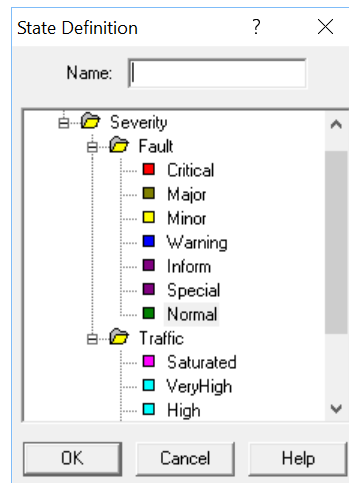 State Definition ?
Name:
Severity
Fault
Critical
Major
Minor
Warning
Inform
Special
Normal
Traffic
Saturated
VeryHigh
High
OK Cancel Help